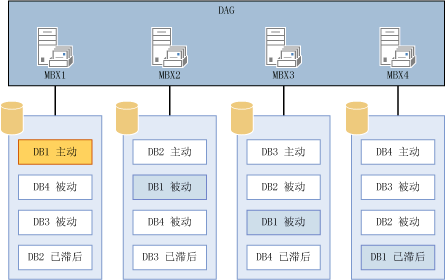 DAG
MBX1 MBX2 MBX3 MBX4
DB1 主动 DB2 主动 DB3 主动 DB4 主动
DB4 被动 DB1 被动 DB2 被动 DB3 被动
DB3 被动 DB4 被动 DB1 被动 DB2 被动
DB2 已滞后 DB3 已滞后 DB4 已滞后 DB1 已滞后